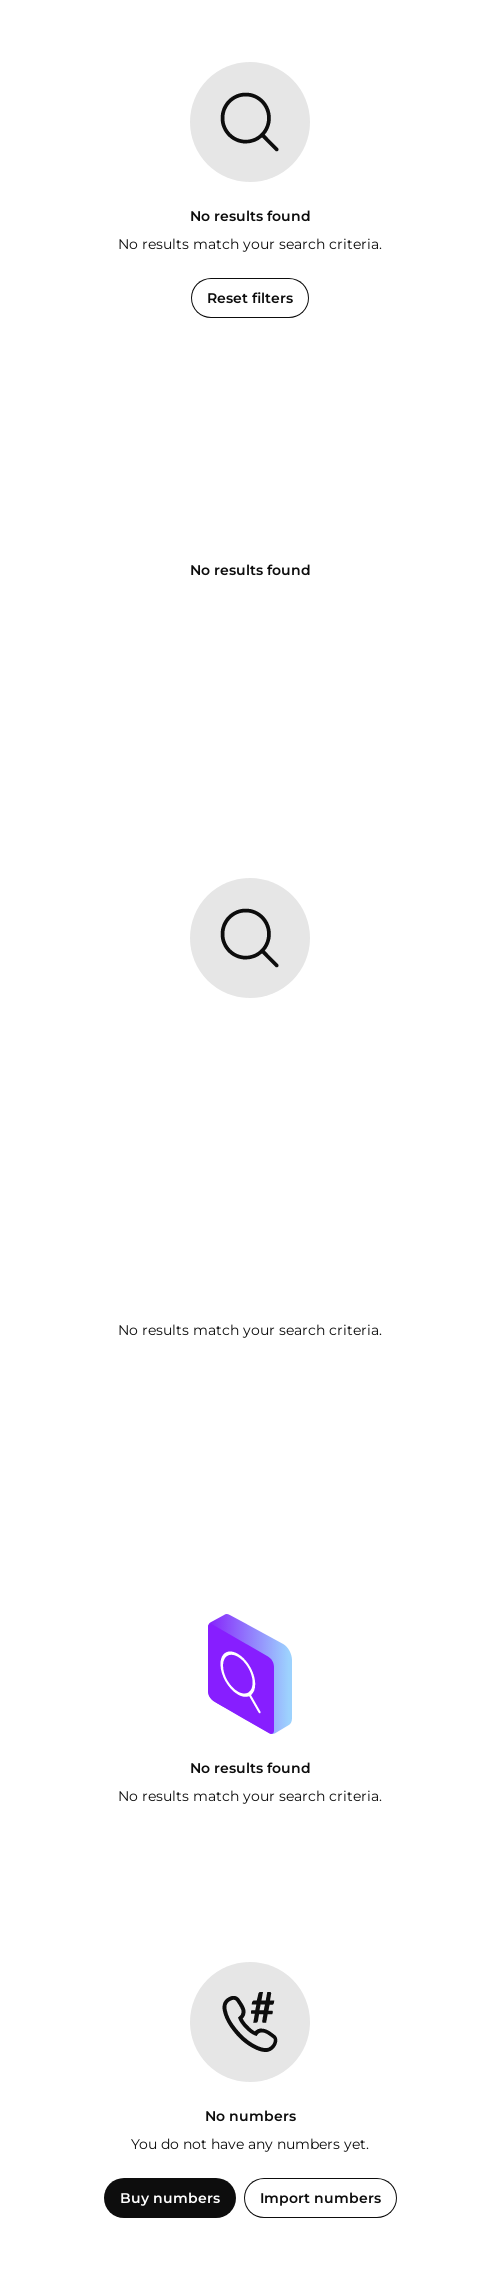 No results found
No results match your search criteria.
Reset filters
No results found
No results match your search criteria.
No results found
No results match your search criteria.
#
No numbers
You do not have any numbers yet.
Buy numbers Import numbers